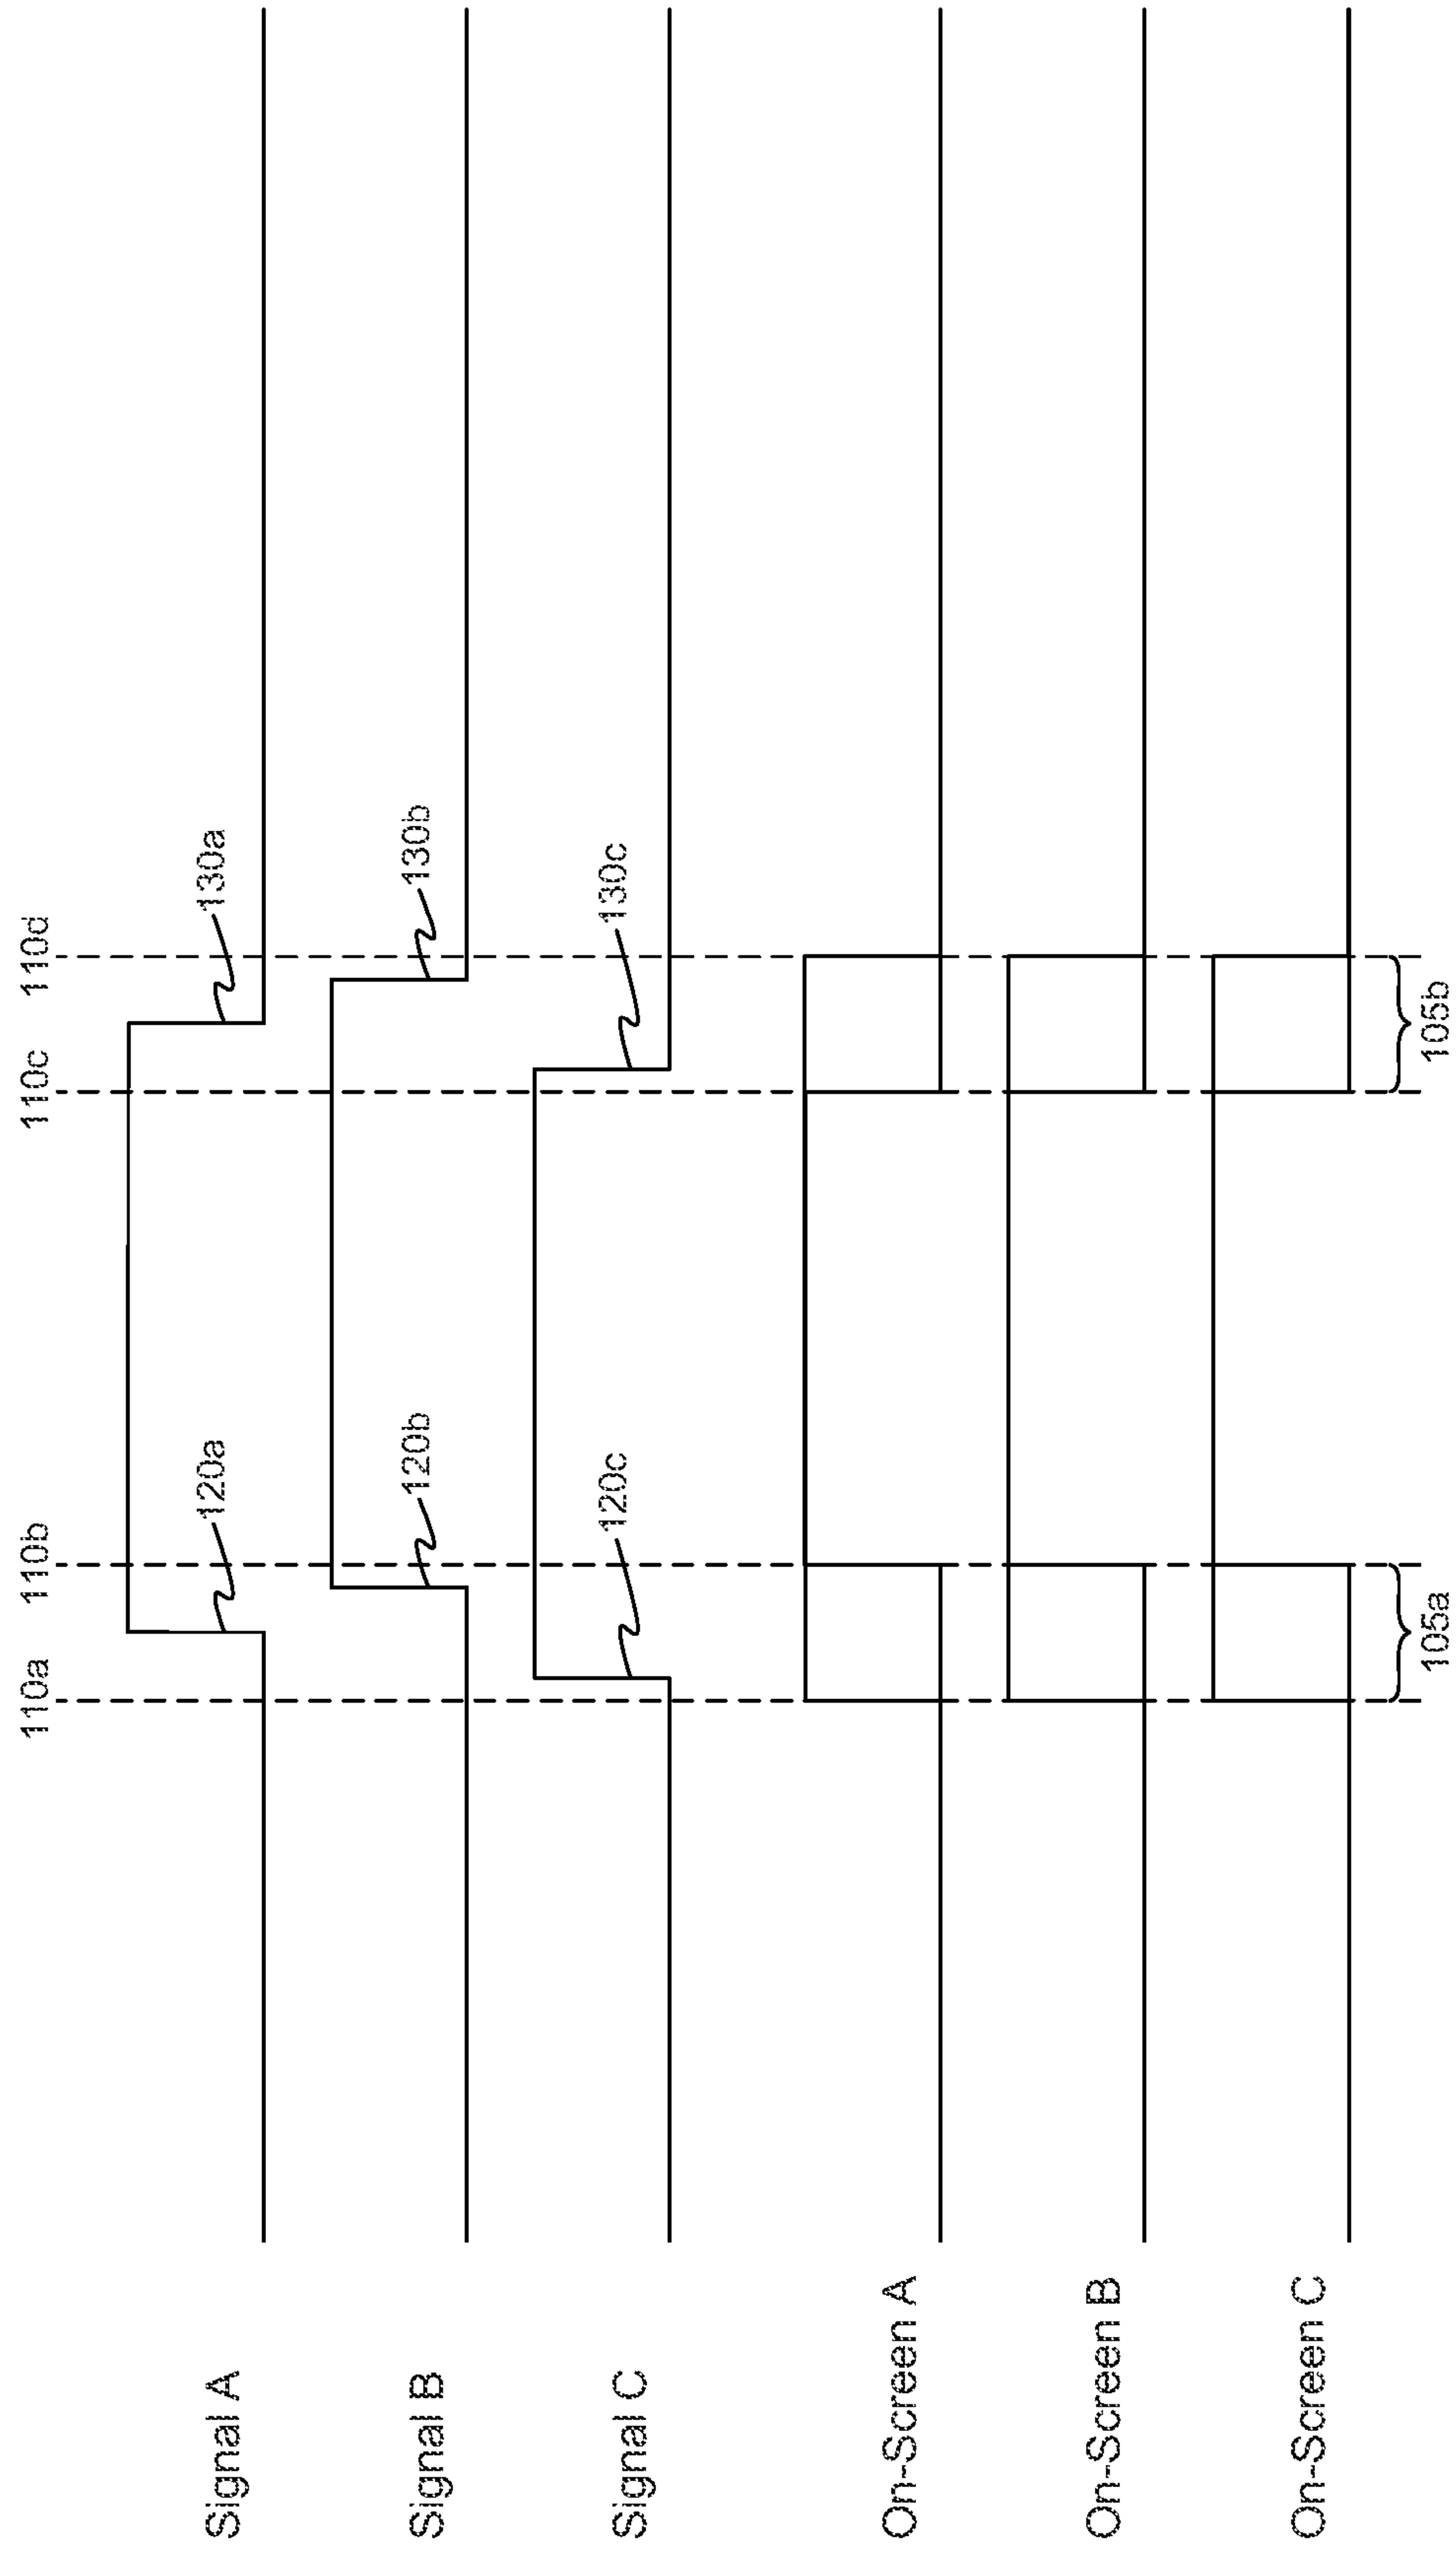 110a
110b
110c
110d
Signal A
120a
130a
Signal B
120b
130b
Signal C
120c
130c
On-Screen A
On-Screen B
On-Screen C
105a
105b